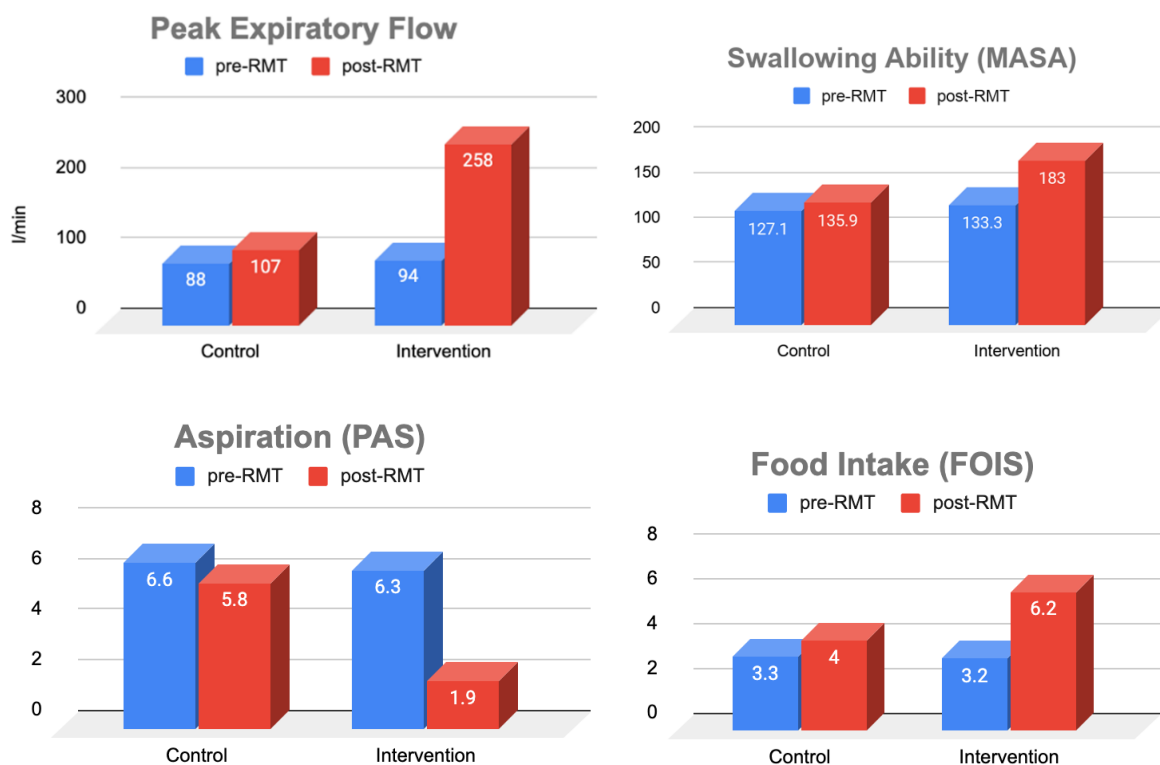 Peak Expiratory Flow
pre-RMT post-RMT
300
200
100
0
l/min
88
107
94
258
Control Intervention
Swallowing Ability (MASA)
pre-RMT post-RMT
200
150
100
50
0
127.1
135.9
133.3
183
Control Intervention
Aspiration (PAS)
pre-RMT post-RMT
8
6
4
2
0
6.6
5.8
6.3
1.9
Control Intervention
Food Intake (FOIS)
pre-RMT post-RMT
8
6
4
2
0
3.3
4
3.2
6.2
Control Intervention